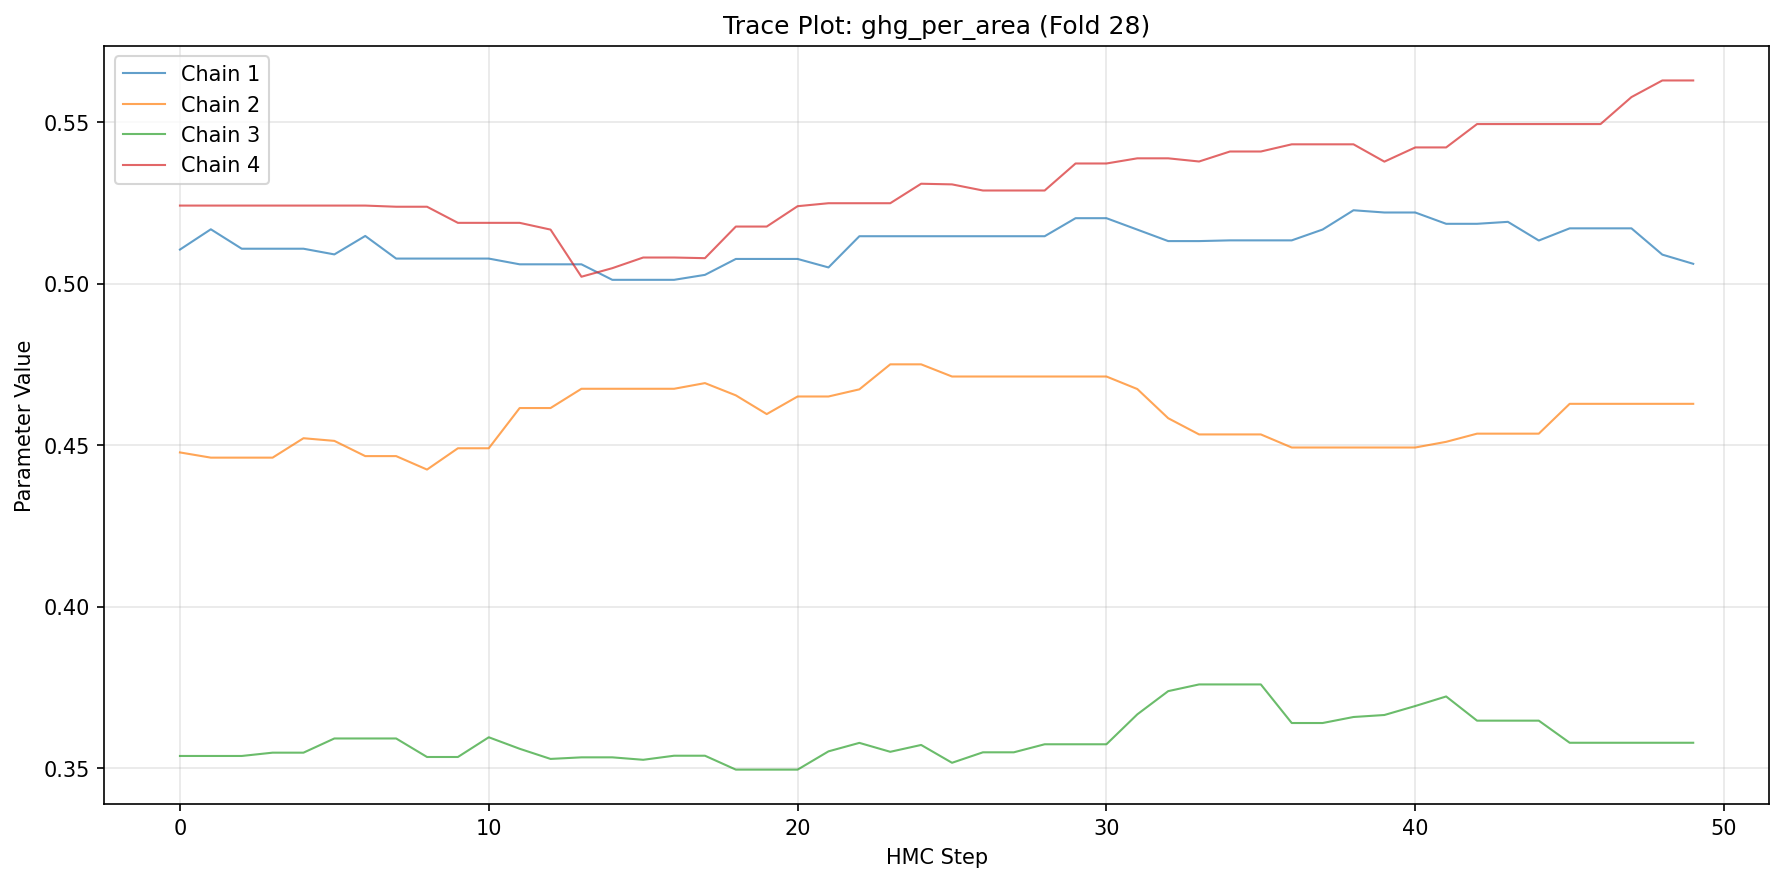 Trace Plot: ghg_per_area (Fold 28)
Chain 1
Chain 2
Chain 3
Chain 4
Parameter Value
0.55
0.50
0.45
0.40
0.35
0 10 20 30 40 50
HMC Step